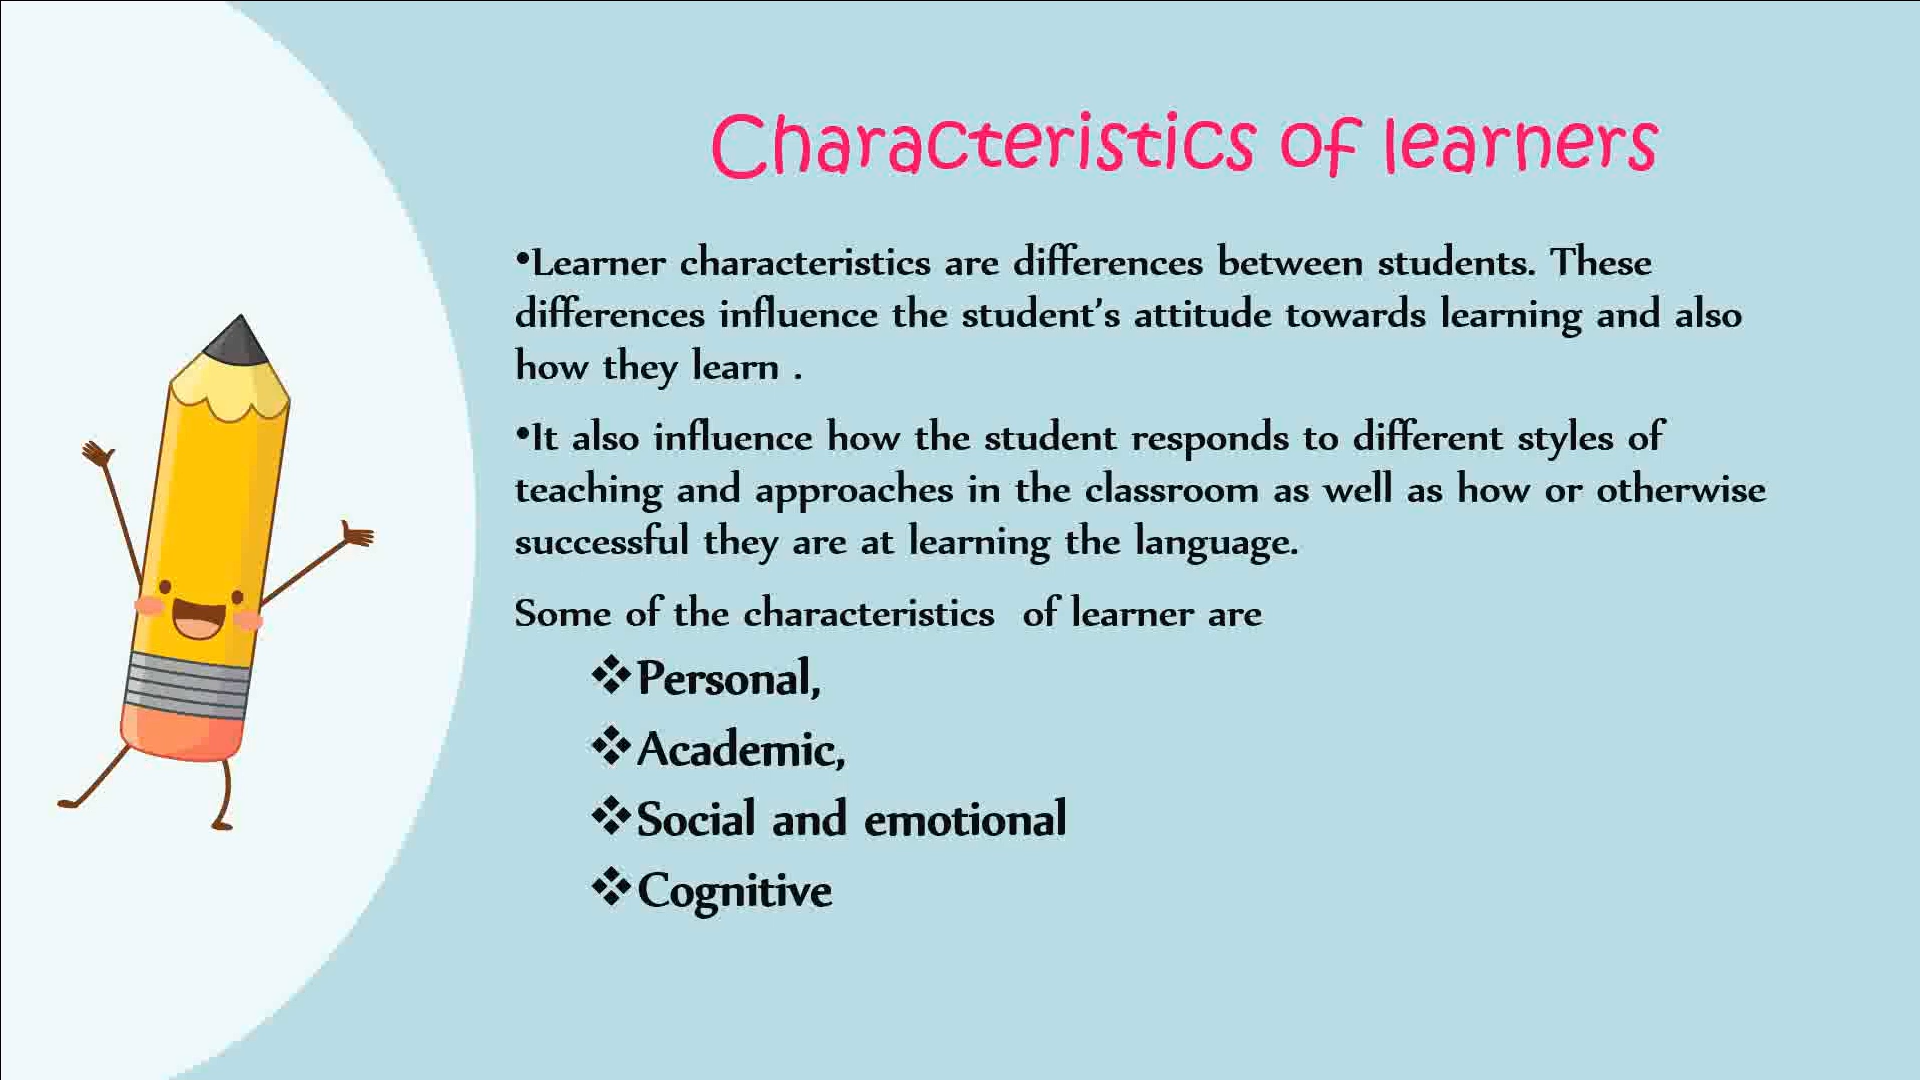 Characteristics of learners
•Learner characteristics are differences between students. These
differences influence the student's attitude towards learning and also
how they learn .
•It also influence how the student responds to different styles of
teaching and approaches in the classroom as well as how or otherwise
successful they are at learning the language.
Some of the characteristics  of learner are
❖Personal,
❖Academic,
❖Social and emotional
❖Cognitive